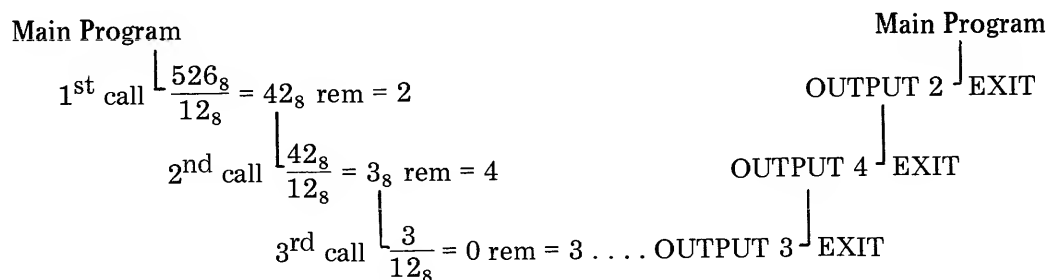 Main Program Main Program
1st call 526₈/12₈ = 42₈ rem = 2 OUTPUT 2 EXIT
2nd call 42₈/12₈ = 3₈ rem = 4 OUTPUT 4 EXIT
3rd call 3/12₈ = 0 rem = 3 . . . . OUTPUT 3 EXIT